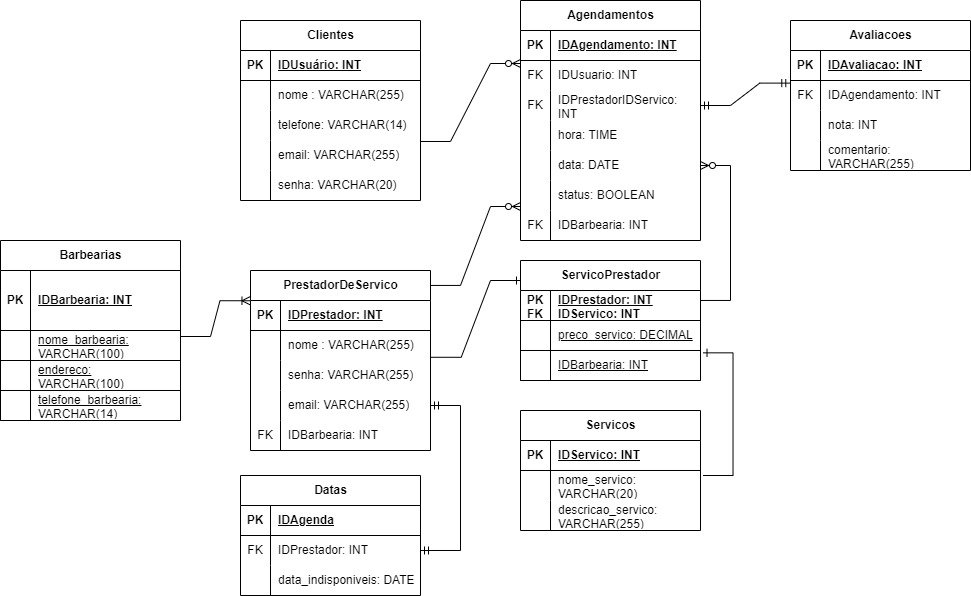 Clientes
PK IDUsuário: INT
nome : VARCHAR(255)
telefone: VARCHAR(14)
email: VARCHAR(255)
senha: VARCHAR(20)
Agendamentos
PK IDAgendamento: INT
FK IDUsuario: INT
FK IDPrestadorIDServico:
INT
hora: TIME
data: DATE
status: BOOLEAN
FK IDBarbearia: INT
Avaliacoes
PK IDAvaliacao: INT
FK IDAgendamento: INT
nota: INT
comentario:
VARCHAR(255)
Barbearias
PK IDBarbearia: INT
nome_barbearia:
VARCHAR(100)
endereco:
VARCHAR(100)
telefone_barbearia:
VARCHAR(14)
PrestadorDeServico
PK IDPrestador: INT
nome : VARCHAR(255)
senha: VARCHAR(255)
email: VARCHAR(255)
FK IDBarbearia: INT
ServicoPrestador
PK IDPrestador: INT
FK IDServico: INT
preco_servico: DECIMAL
IDBarbearia: INT
Servicos
PK IDServico: INT
nome_servico:
VARCHAR(20)
descricao_servico:
VARCHAR(255)
Datas
PK IDAgenda
FK IDPrestador: INT
data_indisponiveis: DATE